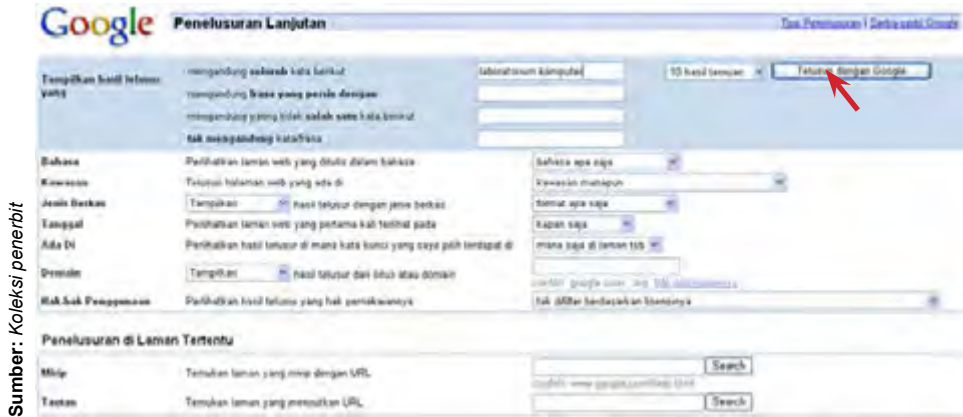 Google Penelusuran Lanjutan
Tampilkan hasil telusur yang
mengandung seluruh kata berikut laboratorium komputer 10 hasil temuan Telusur dengan Google
mengandung frasa yang persis dengan
mengandung paling tidak salah satu kata berikut
tak mengandung kata/frasa
Bahasa Perlihatkan laman web yang ditulis dalam bahasa bahasa apa saja
Kawasan Telusuri halaman web yang ada di kawasan manapun
Jenis Berkas Tampilkan hasil telusur dengan jenis berkas format apa saja
Tanggal Perlihatkan laman web yang pertama kali terlihat pada kapan saja
Ada Di Perlihatkan hasil telusur di mana kata kunci yang saya pilih terdapat di mana saja di laman tsb
Domain Tampilkan hasil telusur dari situs atau domain
Hak-hak Penggunaan Perlihatkan hasil telusur yang hak pemakaiannya tak difilter berdasarkan lisensinya
Penelusuran di Laman Tertentu
Mirip Temukan laman yang mirip dengan URL Search
Tautan Temukan laman yang menautkan URL Search
Sumber: Koleksi penerbit